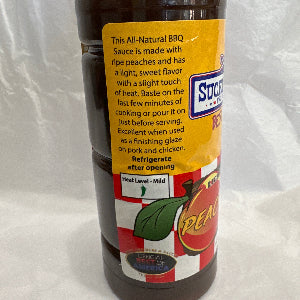 This All-Natural BBQ
Sauce is made with
ripe peaches and has
a light, sweet flavor
with a slight touch
of heat. Baste on the
last few minutes of
cooking or pour it on
just before serving.
Excellent when used
as a finishing glaze
on pork and chicken.
Refrigerate
after opening
Heat Level - Mild
PEAC
AMERICA